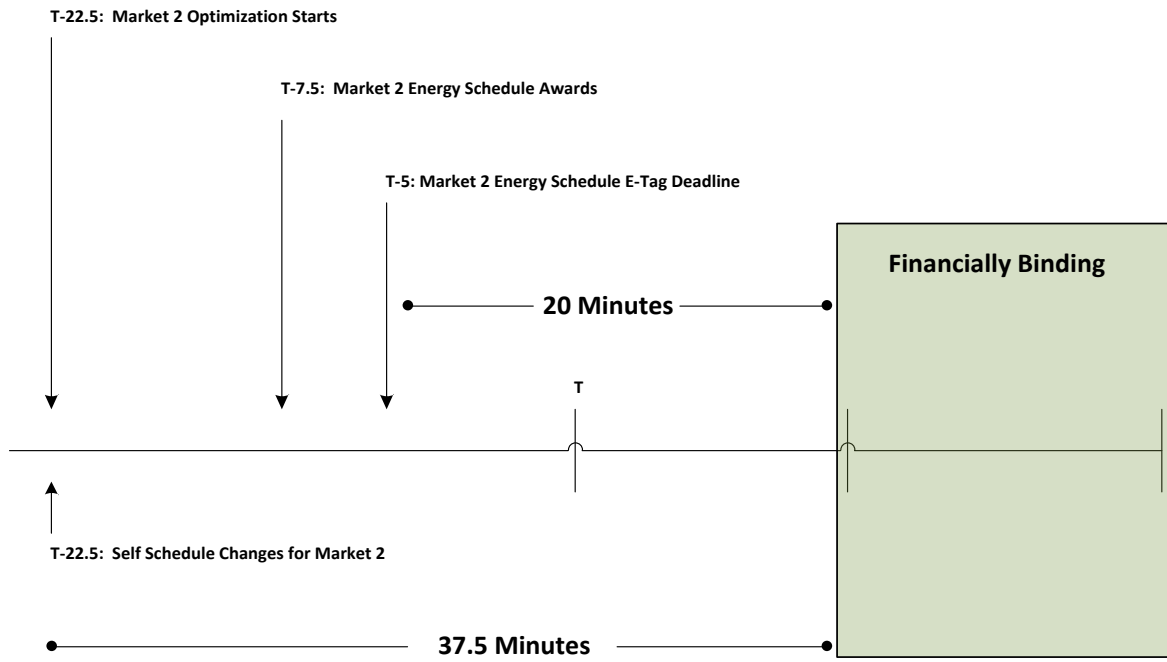 T-22.5:  Market 2 Optimization Starts
T-7.5:  Market 2 Energy Schedule Awards
T-5: Market 2 Energy Schedule E-Tag Deadline
Financially Binding
20 Minutes
T
T-22.5:  Self Schedule Changes for Market 2
37.5 Minutes